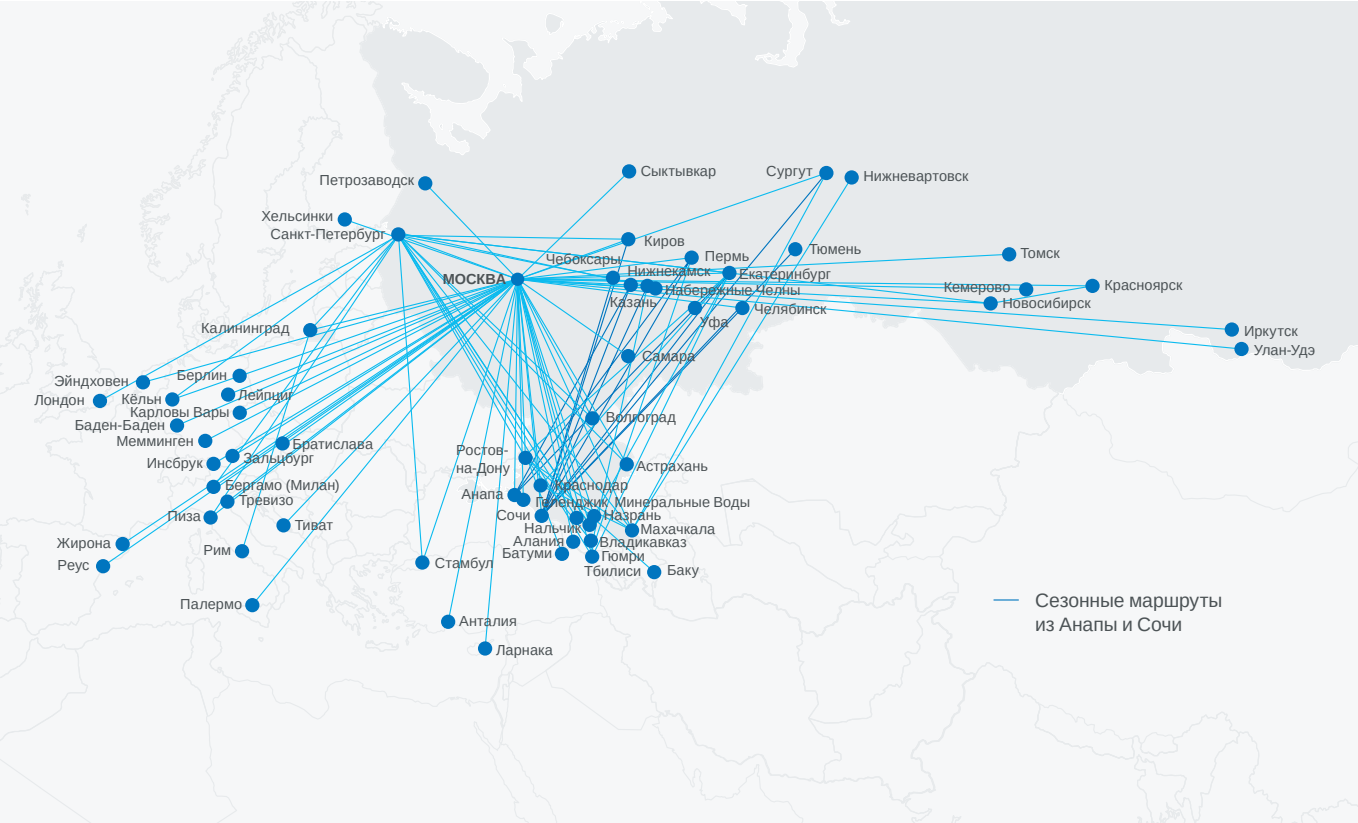 Сыктывкар
Сургут
Нижневартовск
Петрозаводск
Хельсинки
Санкт-Петербург
Киров
Тюмень
Томск
Чебоксары
Пермь
Нижнекамск
Екатеринбург
МОСКВА
Набережные Челны
Кемерово
Красноярск
Казань
Новосибирск
Уфа
Челябинск
Калининград
Иркутск
Улан-Удэ
Самара
Эйндховен
Берлин
Лондон
Кёльн
Лейпциг
Карловы Вары
Баден-Баден
Волгоград
Мемминген
Братислава
Ростов-
на-Дону
Инсбрук
Зальцбург
Астрахань
Бергамо (Милан)
Краснодар
Анапа
Тревизо
Геленджик
Минеральные Воды
Пиза
Сочи
Назрань
Тиват
Нальчик
Махачкала
Жирона
Алания
Владикавказ
Рим
Батуми
Гюмри
Реус
Стамбул
Тбилиси
Баку
Палермо
Анталия
Ларнака
Сезонные маршруты
из Анапы и Сочи